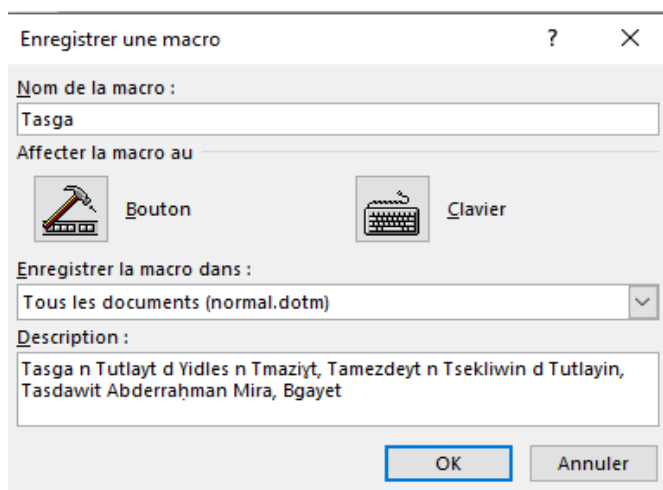 Enregistrer une macro ? ×
Nom de la macro :
Tasga
Affecter la macro au
Bouton Clavier
Enregistrer la macro dans :
Tous les documents (normal.dotm)
Description :
Tasga n Tutlayt d Yidles n Tmaziɣt, Tamezdeyt n Tsekliwin d Tutlayin,
Tasdawit Abderraḥman Mira, Bgayet
OK Annuler